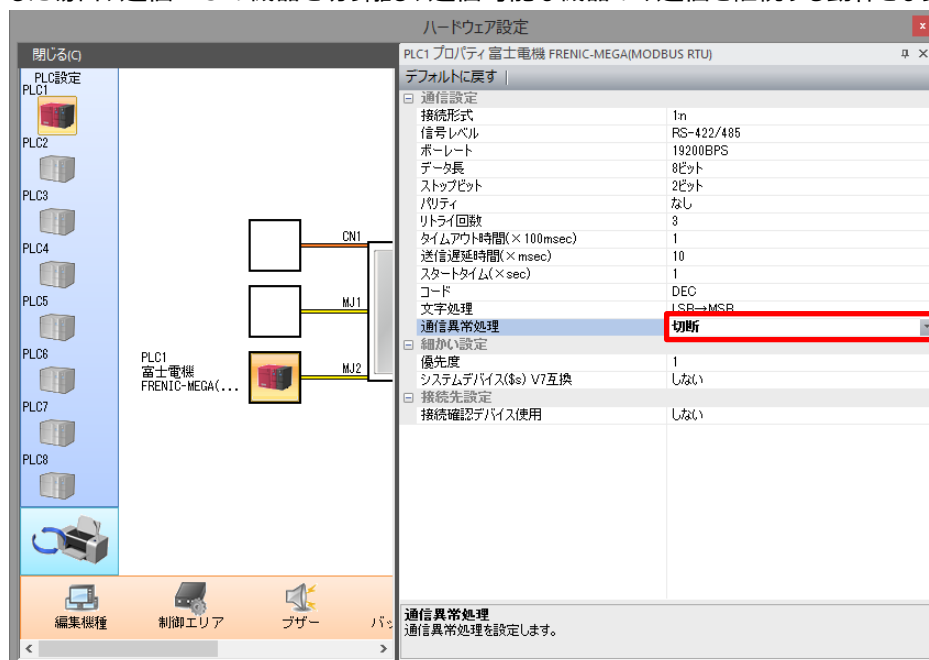 ハードウェア設定
閉じる(C)
PLC設定
PLC1
PLC2
PLC3
PLC4
PLC5
PLC6
PLC7
PLC8
CN1
MJ1
MJ2
PLC1
富士電機
FRENIC-MEGA(...
編集機種
制御エリア
ブザー
PLC1 プロパティ 富士電機 FRENIC-MEGA(MODBUS RTU)
デフォルトに戻す
通信設定
接続形式 1:n
信号レベル RS-422/485
ボーレート 19200BPS
データ長 8ビット
ストップビット 2ビット
パリティ なし
リトライ回数 3
タイムアウト時間(×100msec) 1
送信遅延時間(×msec) 10
スタートタイム(×sec) 1
コード DEC
文字処理 LSB→MSB
通信異常処理 切断
細かい設定
優先度 1
システムデバイス($s) V7互換 しない
接続先設定
接続確認デバイス使用 しない
通信異常処理
通信異常処理を設定します。